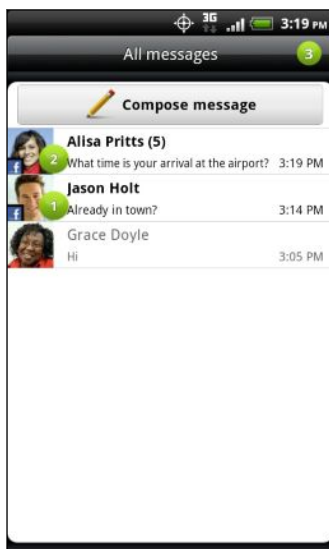 3G 3:19 PM
All messages 3
Compose message
Alisa Pritts (5)
f 2 What time is your arrival at the airport? 3:19 PM
Jason Holt
f 1 Already in town? 3:14 PM
Grace Doyle
Hi 3:05 PM